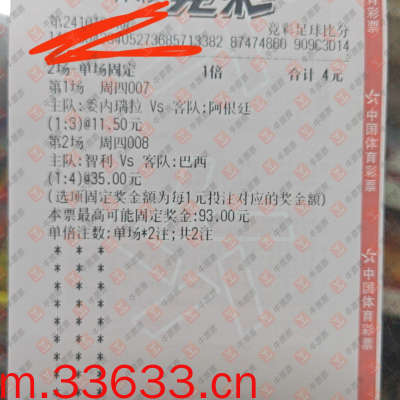 竞彩
竞彩足球比分
87474860 909C3014
2场-单场固定 1倍 合计 4元
第1场 周四007
主队:委内瑞拉 Vs 客队:阿根廷
(1:3)@11.50元
第2场 周四008
主队:智利 Vs 客队:巴西
(1:4)@35.00元
(选项固定奖金额为每1元投注对应的奖金额)
本票最高可能固定奖金:93.00元
单倍注数:单场*2注;共2注
* * *
* * *
* * *
* * *
* * *
* * *
* * *
* * *
* * *
中国体育彩票
中国体育彩票
m.33633.cn